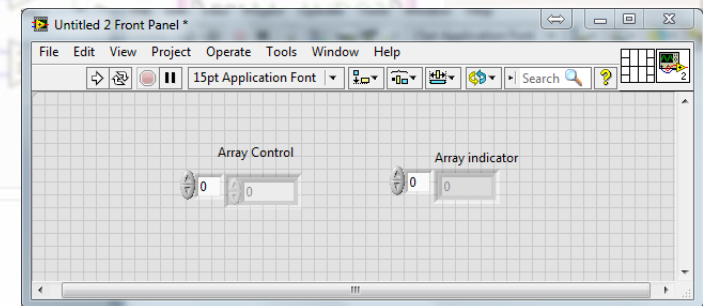 Untitled 2 Front Panel *
File Edit View Project Operate Tools Window Help
15pt Application Font Search ? 2
Array Control
Array indicator
0 0
0 0